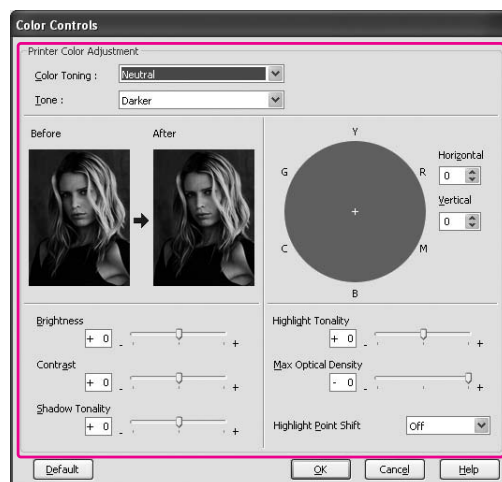 Color Controls
Printer Color Adjustment
Color Toning : Neutral
Tone : Darker
Before After
Y
G R
C M
B
Horizontal
0
Vertical
0
Brightness
+ 0 - +
Contrast
+ 0 - +
Shadow Tonality
+ 0 - +
Highlight Tonality
+ 0 - +
Max Optical Density
- 0 - +
Highlight Point Shift Off
Default OK Cancel Help